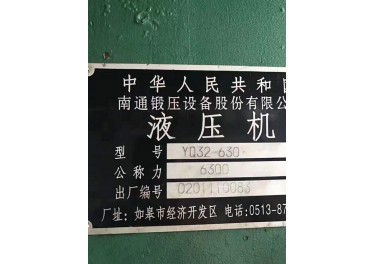 中华人民共和
南通锻压设备股份有限公
液压机
型 号 YQ32-630
公称力 6300
出厂编号 0201110083
厂址：如皋市经济开发区 电话：0513-87